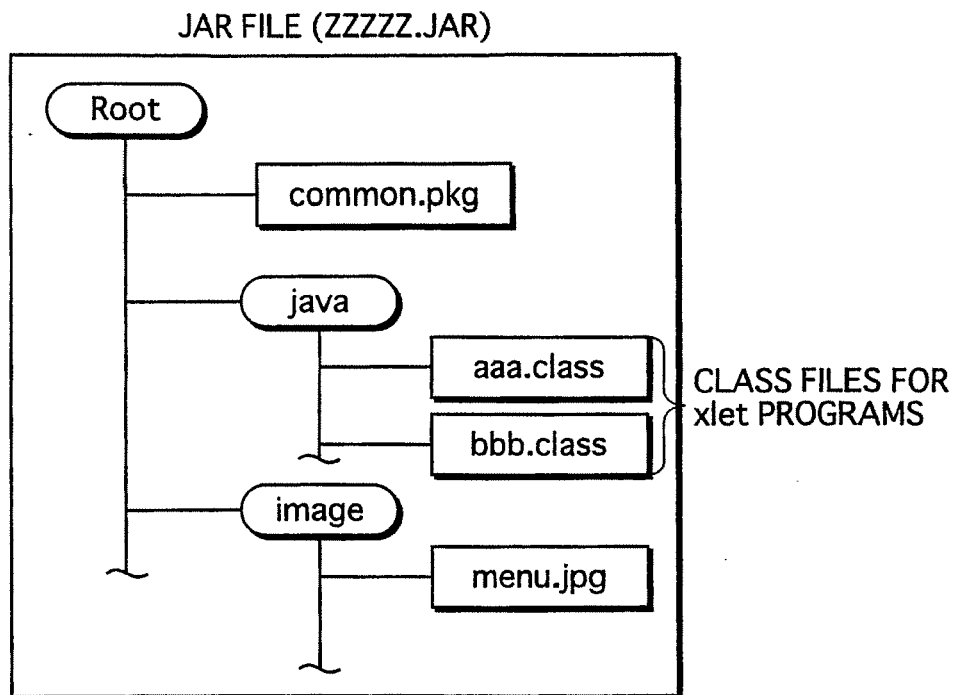 JAR FILE (ZZZZZ.JAR)
Root
common.pkg
java
aaa.class
bbb.class
CLASS FILES FOR
xlet PROGRAMS
image
menu.jpg